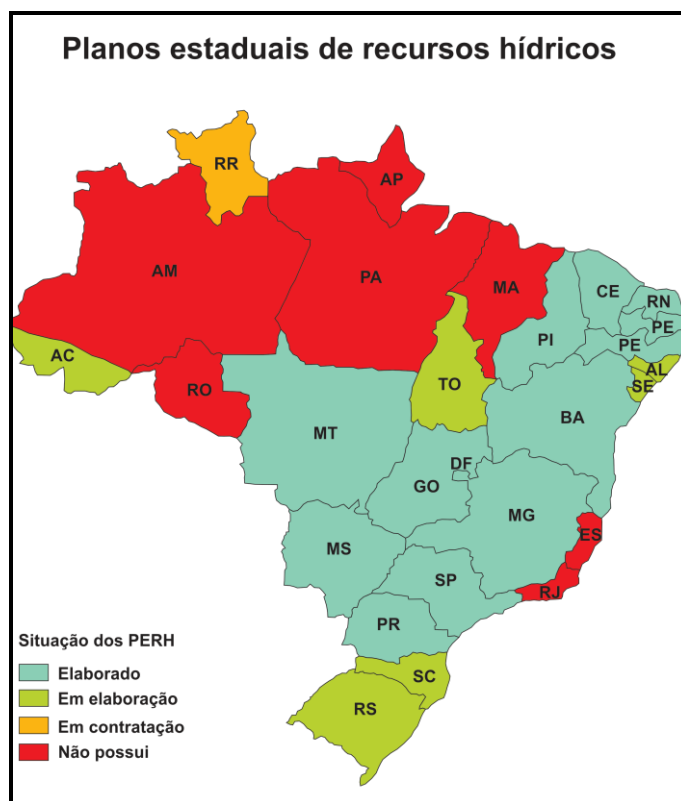 Planos estaduais de recursos hídricos
RR
AP
AM
PA
MA
CE
RN
PE
PI
PE
AC
TO
AL
SE
RO
BA
MT
DF
GO
MG
ES
MS
SP
RJ
PR
SC
RS
Situação dos PERH
Elaborado
Em elaboração
Em contratação
Não possui